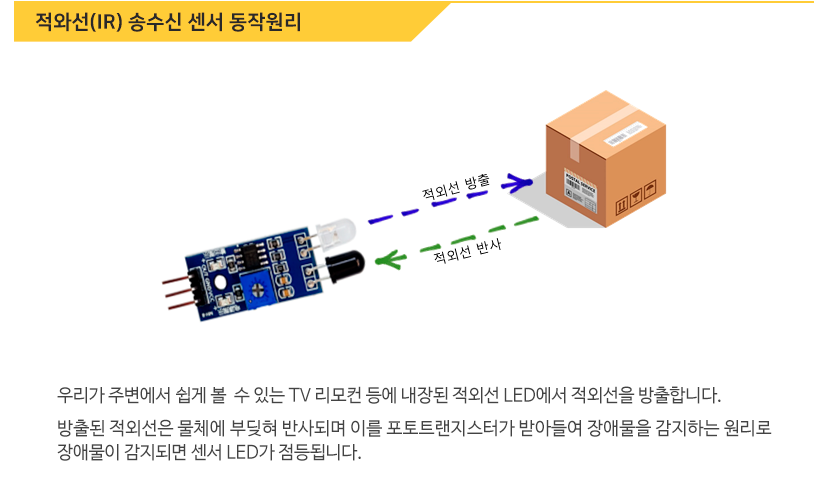 적와선(IR) 송수신 센서 동작원리
적외선 방출
적외선 반사
POSTAL SERVICE
우리가 주변에서 쉽게 볼 수 있는 TV 리모컨 등에 내장된 적외선 LED에서 적외선을 방출합니다.
방출된 적외선은 물체에 부딪혀 반사되며 이를 포토트랜지스터가 받아들여 장애물을 감지하는 원리로
장애물이 감지되면 센서 LED가 점등됩니다.